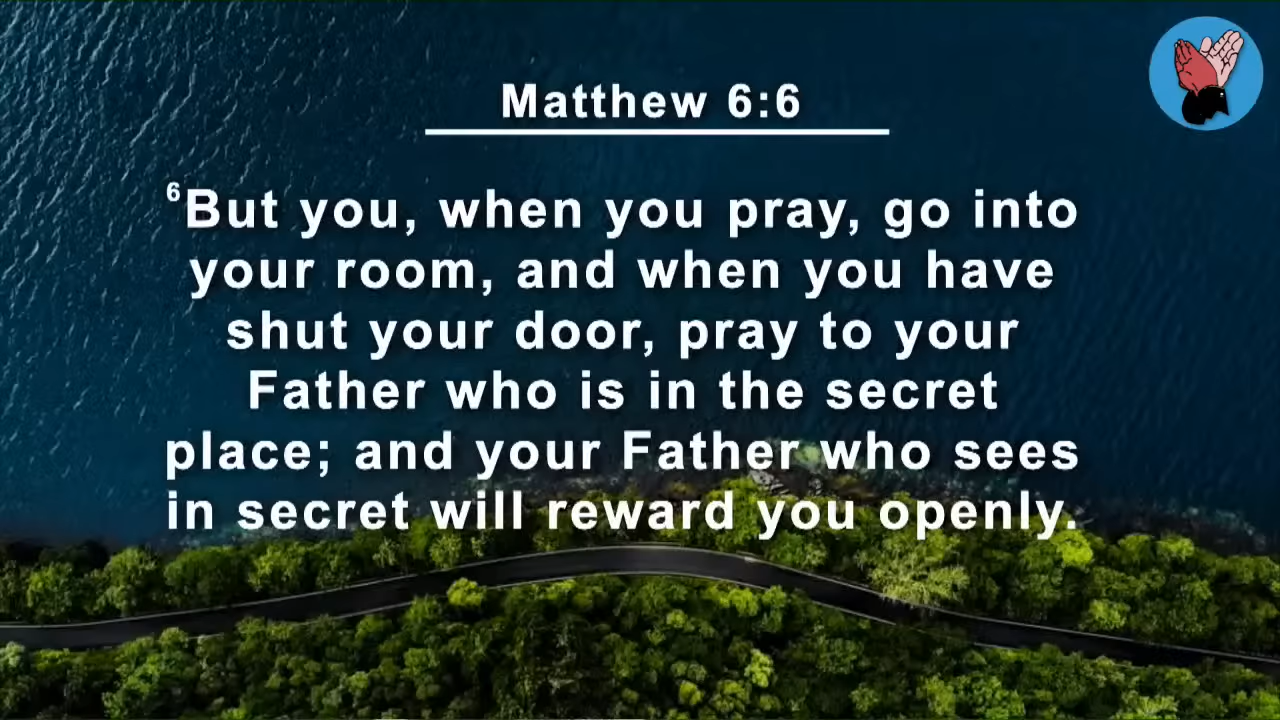 Matthew 6:6
⁶But you, when you pray, go into
your room, and when you have
shut your door, pray to your
Father who is in the secret
place; and your Father who sees
in secret will reward you openly.